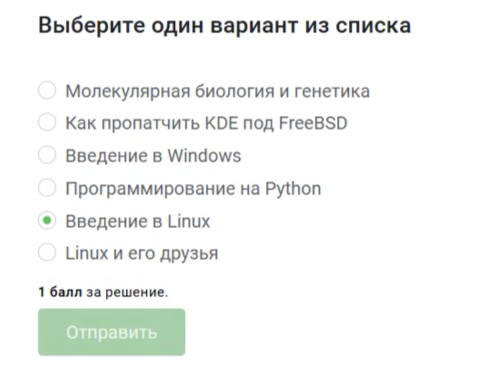 Выберите один вариант из списка
Молекулярная биология и генетика
Как пропатчить KDE под FreeBSD
Введение в Windows
Программирование на Python
Введение в Linux
Linux и его друзья
1 балл за решение.
Отправить